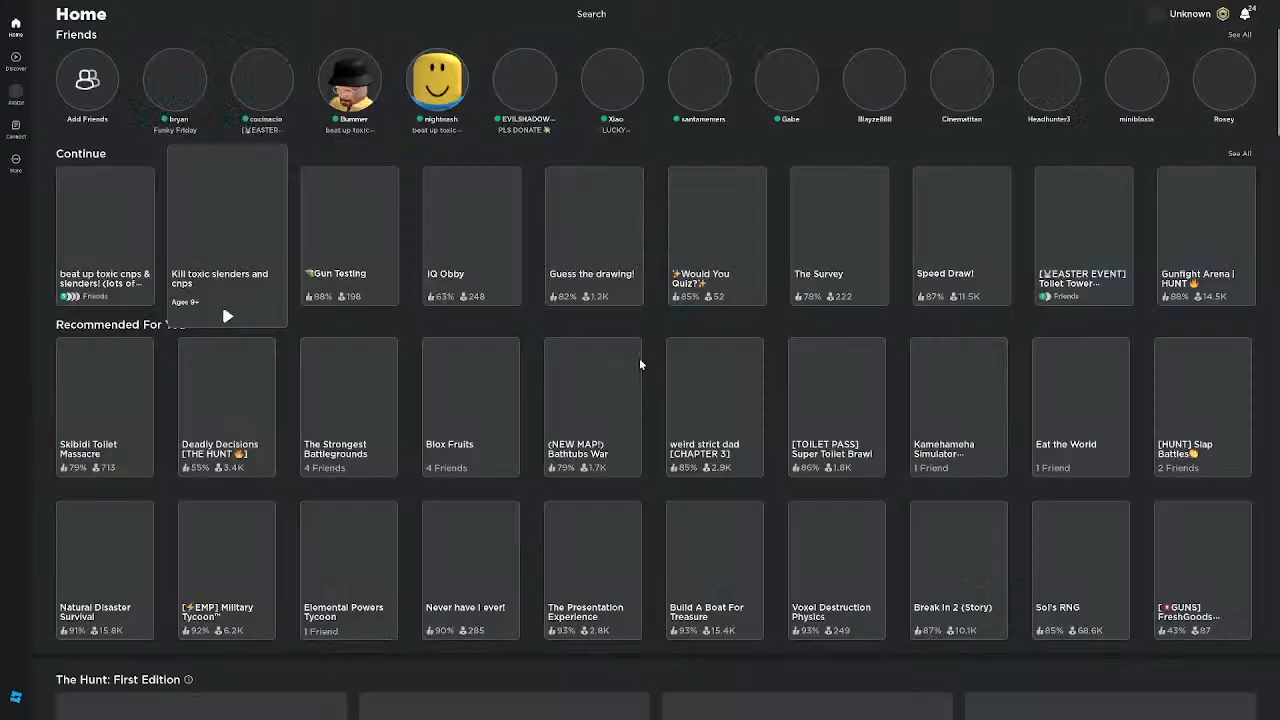 Home
Search
Unknown
24
Home
Discover
Avatar
Connect
More
Friends
See All
Add Friends
bryan
Funky Friday
cocinacio
[🐰EASTER...
Bummer
beat up toxic...
nightnash
beat up toxic...
EVILSHADOW...
PLS DONATE 💸
Xiao
LUCKY...
santamemers
Gabe
Blayze888
Cinemattan
Headhunter3
minibloxia
Rosey
Continue
See All
beat up toxic cnps &
slenders! (lots of...
Friends
Kill toxic slenders and
cnps
Ages 9+
🔫Gun Testing
88% 198
IQ Obby
63% 248
Guess the drawing!
82% 1.2K
✨Would You
Quiz?✨
85% 52
The Survey
78% 222
Speed Draw!
87% 11.5K
[🐰EASTER EVENT]
Toilet Tower...
Friends
Gunfight Arena |
HUNT🔥
88% 14.5K
Recommended For You
Skibidi Toilet
Massacre
79% 713
Deadly Decisions
[THE HUNT🔥]
55% 3.4K
The Strongest
Battlegrounds
4 Friends
Blox Fruits
4 Friends
(NEW MAP!)
Bathtubs War
79% 1.7K
weird strict dad
[CHAPTER 3]
85% 2.9K
[TOILET PASS]
Super Toilet Brawl
86% 1.8K
Kamehameha
Simulator...
1 Friend
Eat the World
1 Friend
[HUNT] Slap
Battles👏
2 Friends
Natural Disaster
Survival
91% 15.8K
[⚡EMP] Military
Tycoon™
92% 6.2K
Elemental Powers
Tycoon
1 Friend
Never have I ever!
90% 285
The Presentation
Experience
93% 2.8K
Build A Boat For
Treasure
93% 15.4K
Voxel Destruction
Physics
93% 249
Break In 2 (Story)
87% 10.1K
Sol's RNG
85% 68.6K
[💥GUNS]
FreshGoods...
43% 87
The Hunt: First Edition